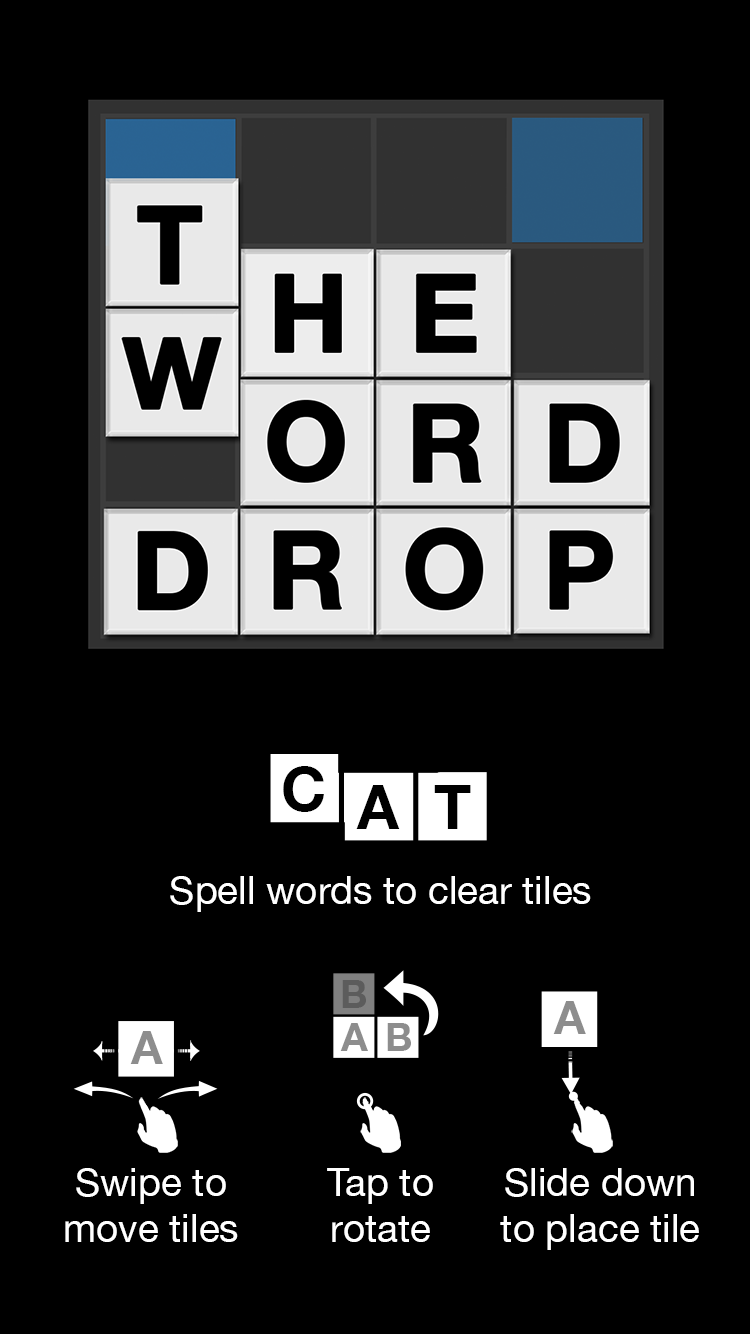 T
H E
W
O R D
D R O P
C A T
Spell words to clear tiles
B
A
A B
A
Swipe to
move tiles
Tap to
rotate
Slide down
to place tile